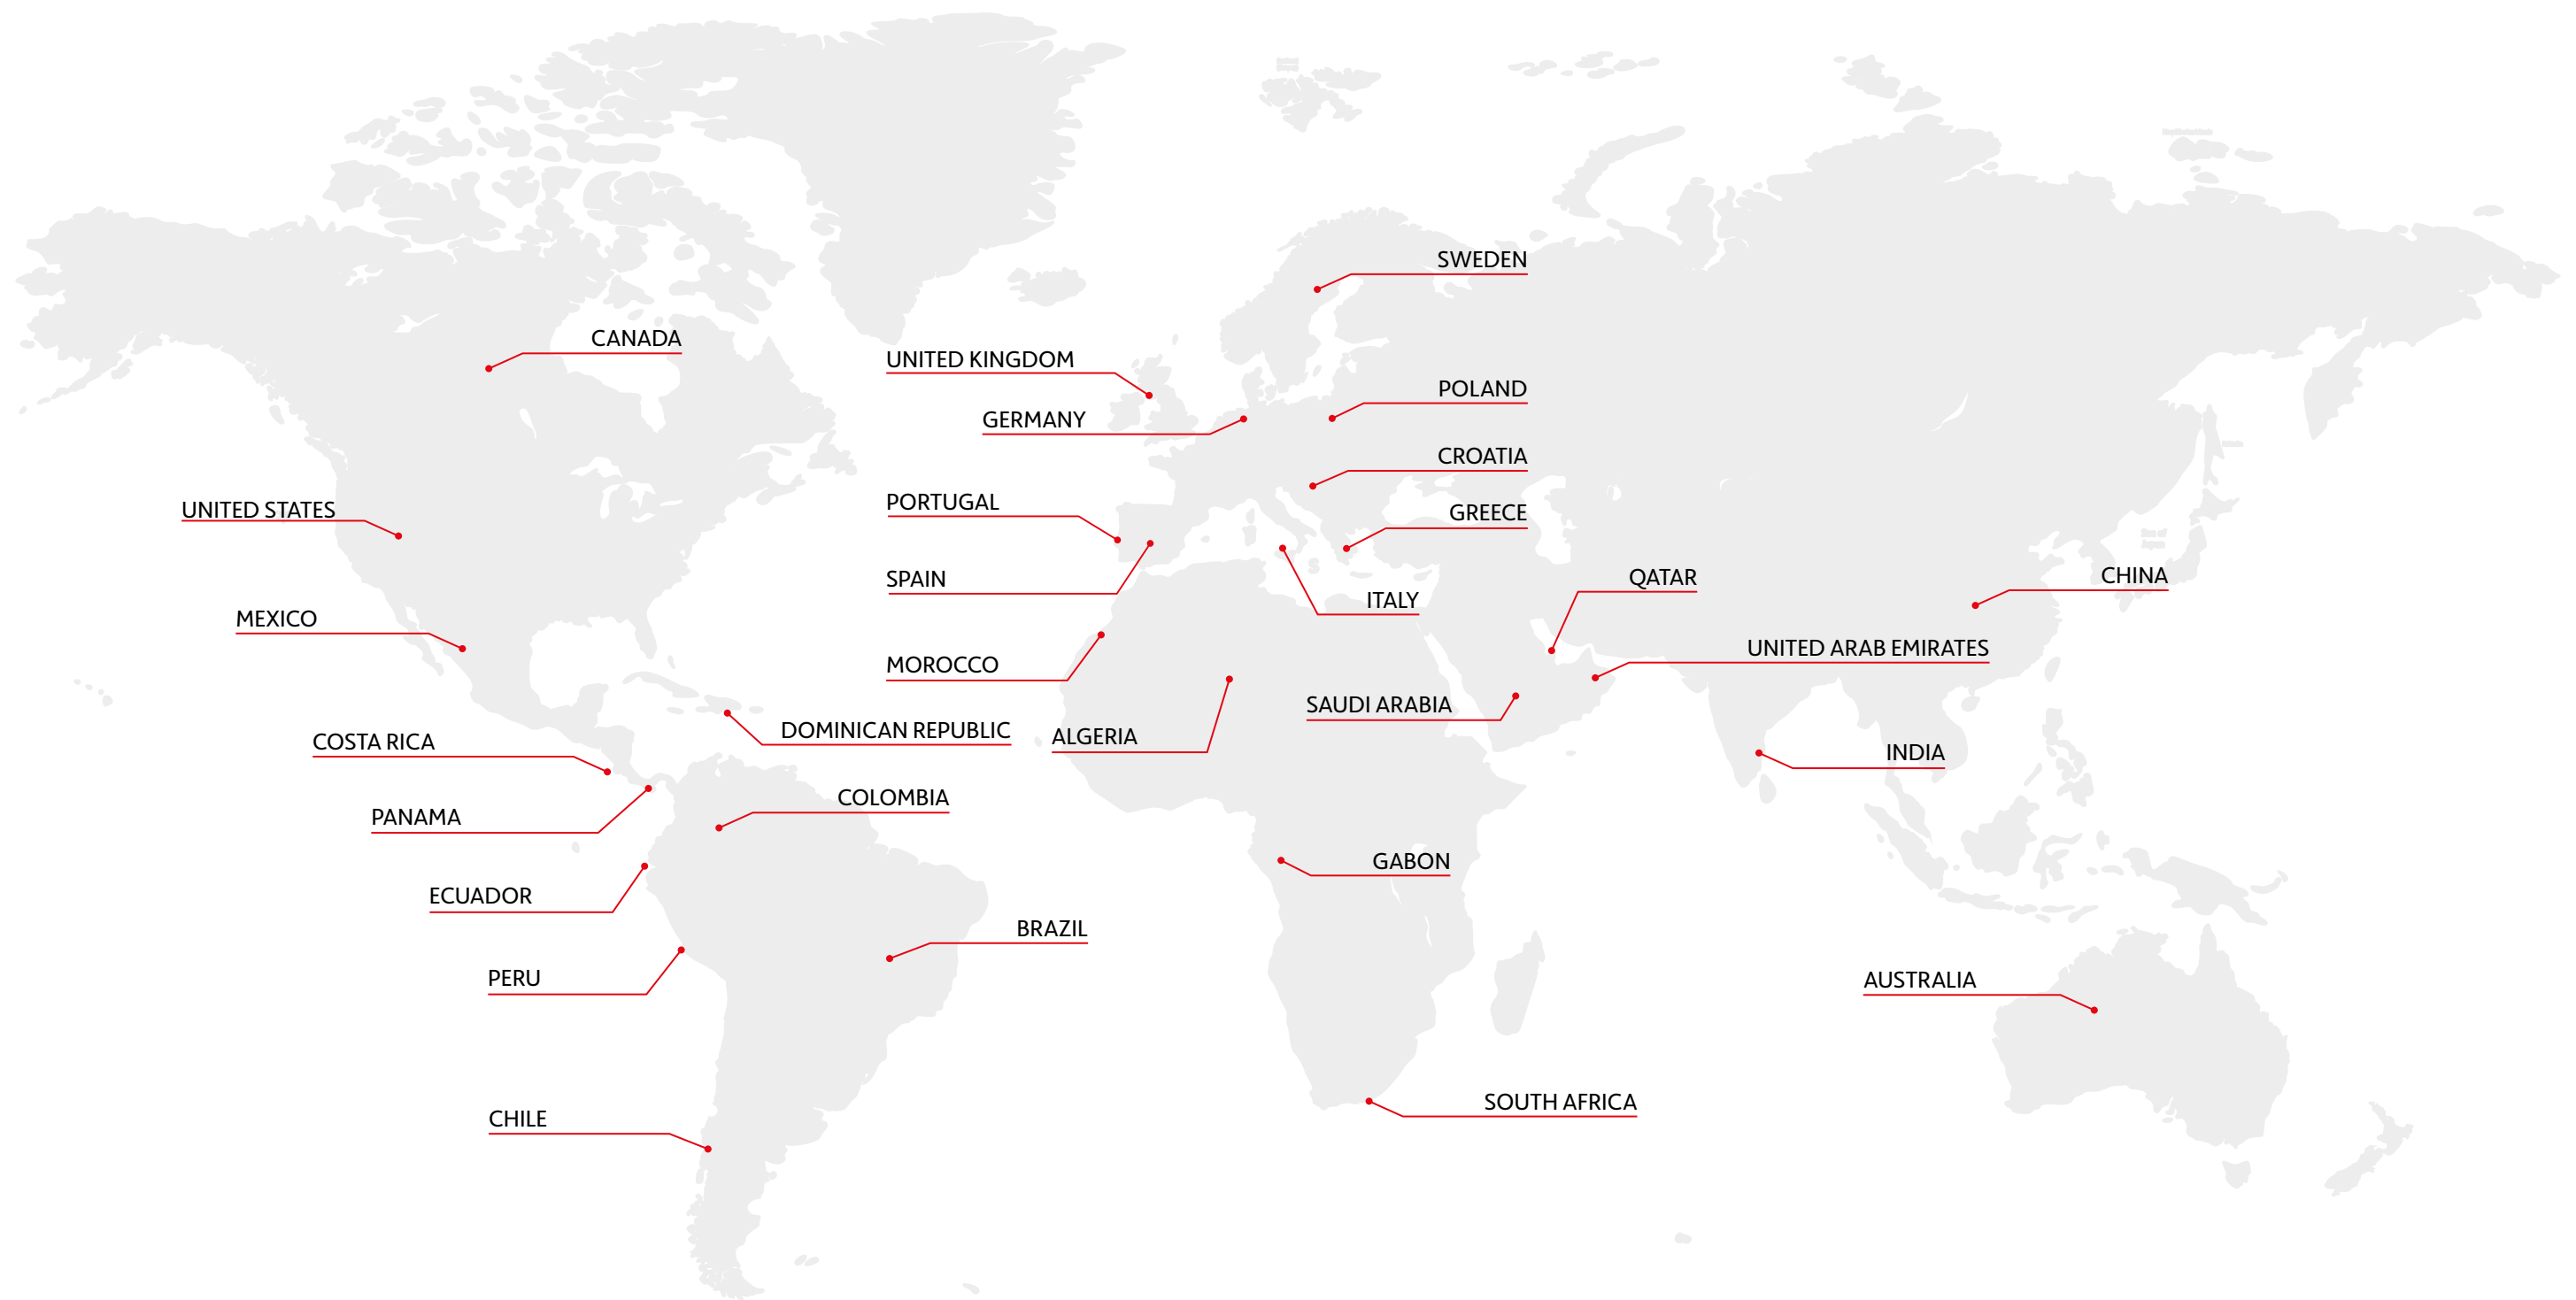 SWEDEN
CANADA
UNITED KINGDOM
POLAND
GERMANY
CROATIA
PORTUGAL
UNITED STATES
GREECE
CHINA
QATAR
SPAIN
ITALY
MEXICO
UNITED ARAB EMIRATES
MOROCCO
SAUDI ARABIA
DOMINICAN REPUBLIC
ALGERIA
COSTA RICA
INDIA
COLOMBIA
PANAMA
GABON
ECUADOR
BRAZIL
PERU
AUSTRALIA
SOUTH AFRICA
CHILE